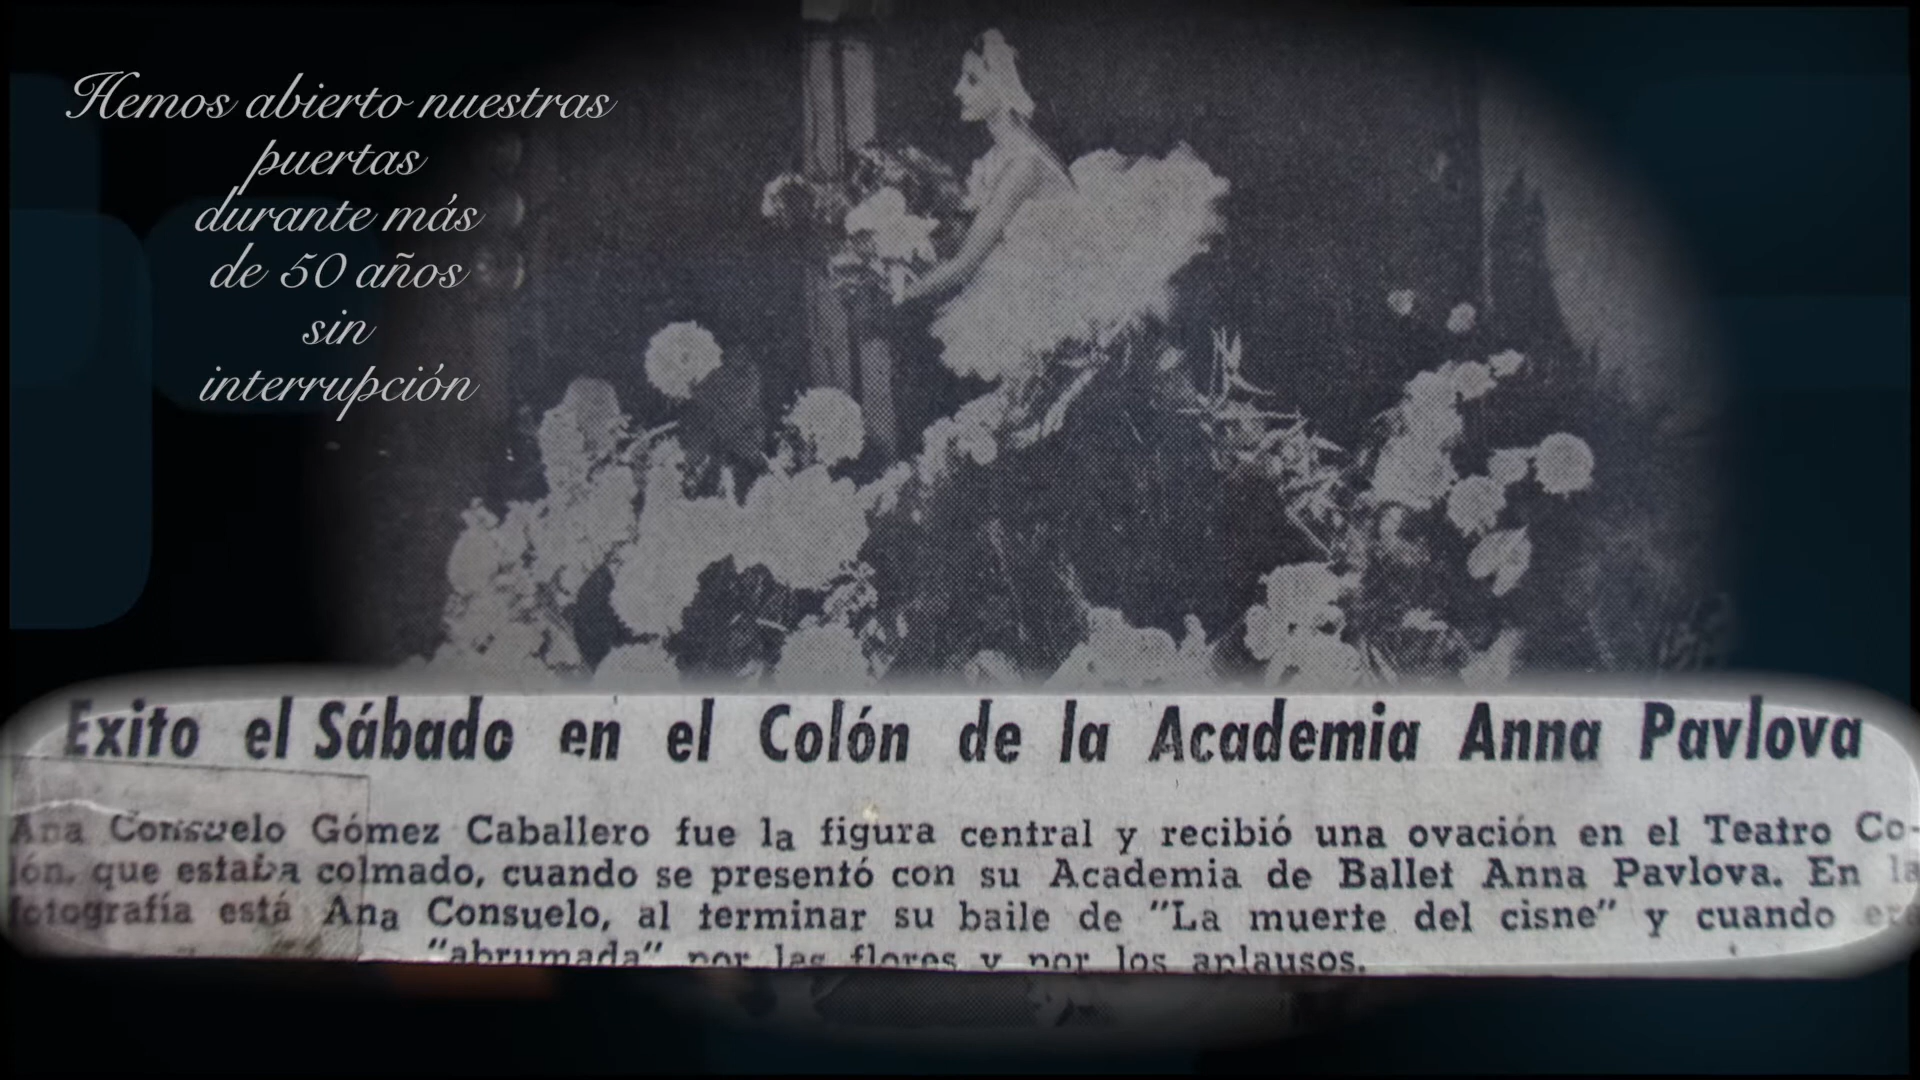 Hemos abierto nuestras
puertas
durante más
de 50 años
sin
interrupción
Exito el Sábado en el Colón de la Academia Anna Pavlova
Ana Consuelo Gómez Caballero fue la figura central y recibió una ovación en el Teatro Co-
lón, que estaba colmado, cuando se presentó con su Academia de Ballet Anna Pavlova. En la
fotografía está Ana Consuelo, al terminar su baile de "La muerte del cisne" y cuando era
"abrumada" por las flores y por los aplausos.